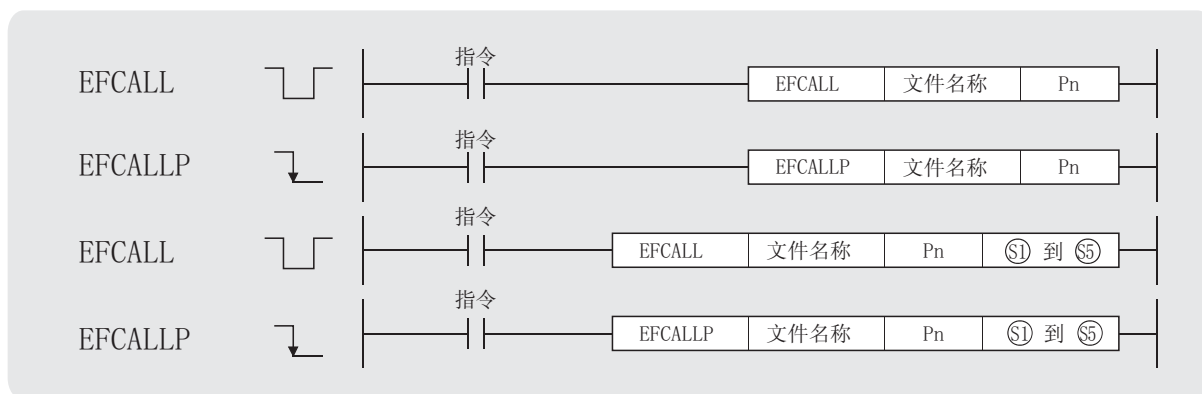 指令
EFCALL EFCALL 文件名称 Pn
指令
EFCALLP EFCALLP 文件名称 Pn
指令
EFCALL EFCALL 文件名称 Pn Ⓢ1 到 Ⓢ5
指令
EFCALLP EFCALLP 文件名称 Pn Ⓢ1 到 Ⓢ5